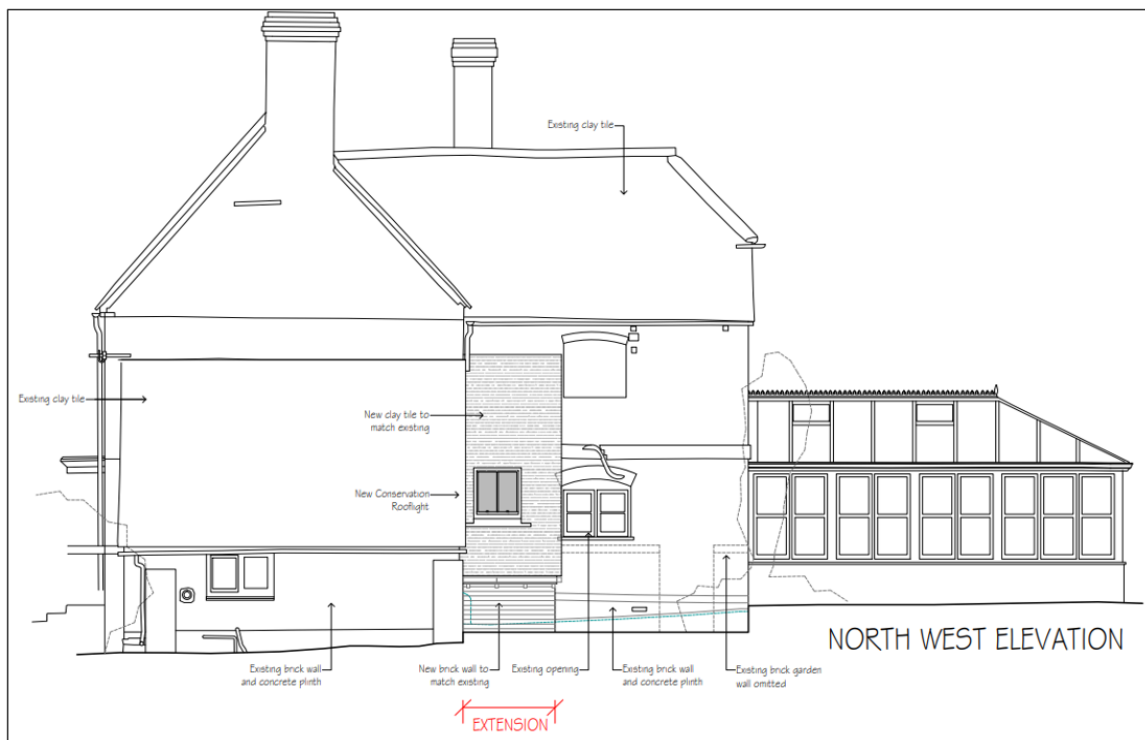 Existing clay tile
Existing clay tile
New clay tile to
match existing
New Conservation
Rooflight
NORTH WEST ELEVATION
Existing brick wall
and concrete plinth
New brick wall to
match existing
Existing opening
Existing brick wall
and concrete plinth
Existing brick garden
wall omitted
EXTENSION